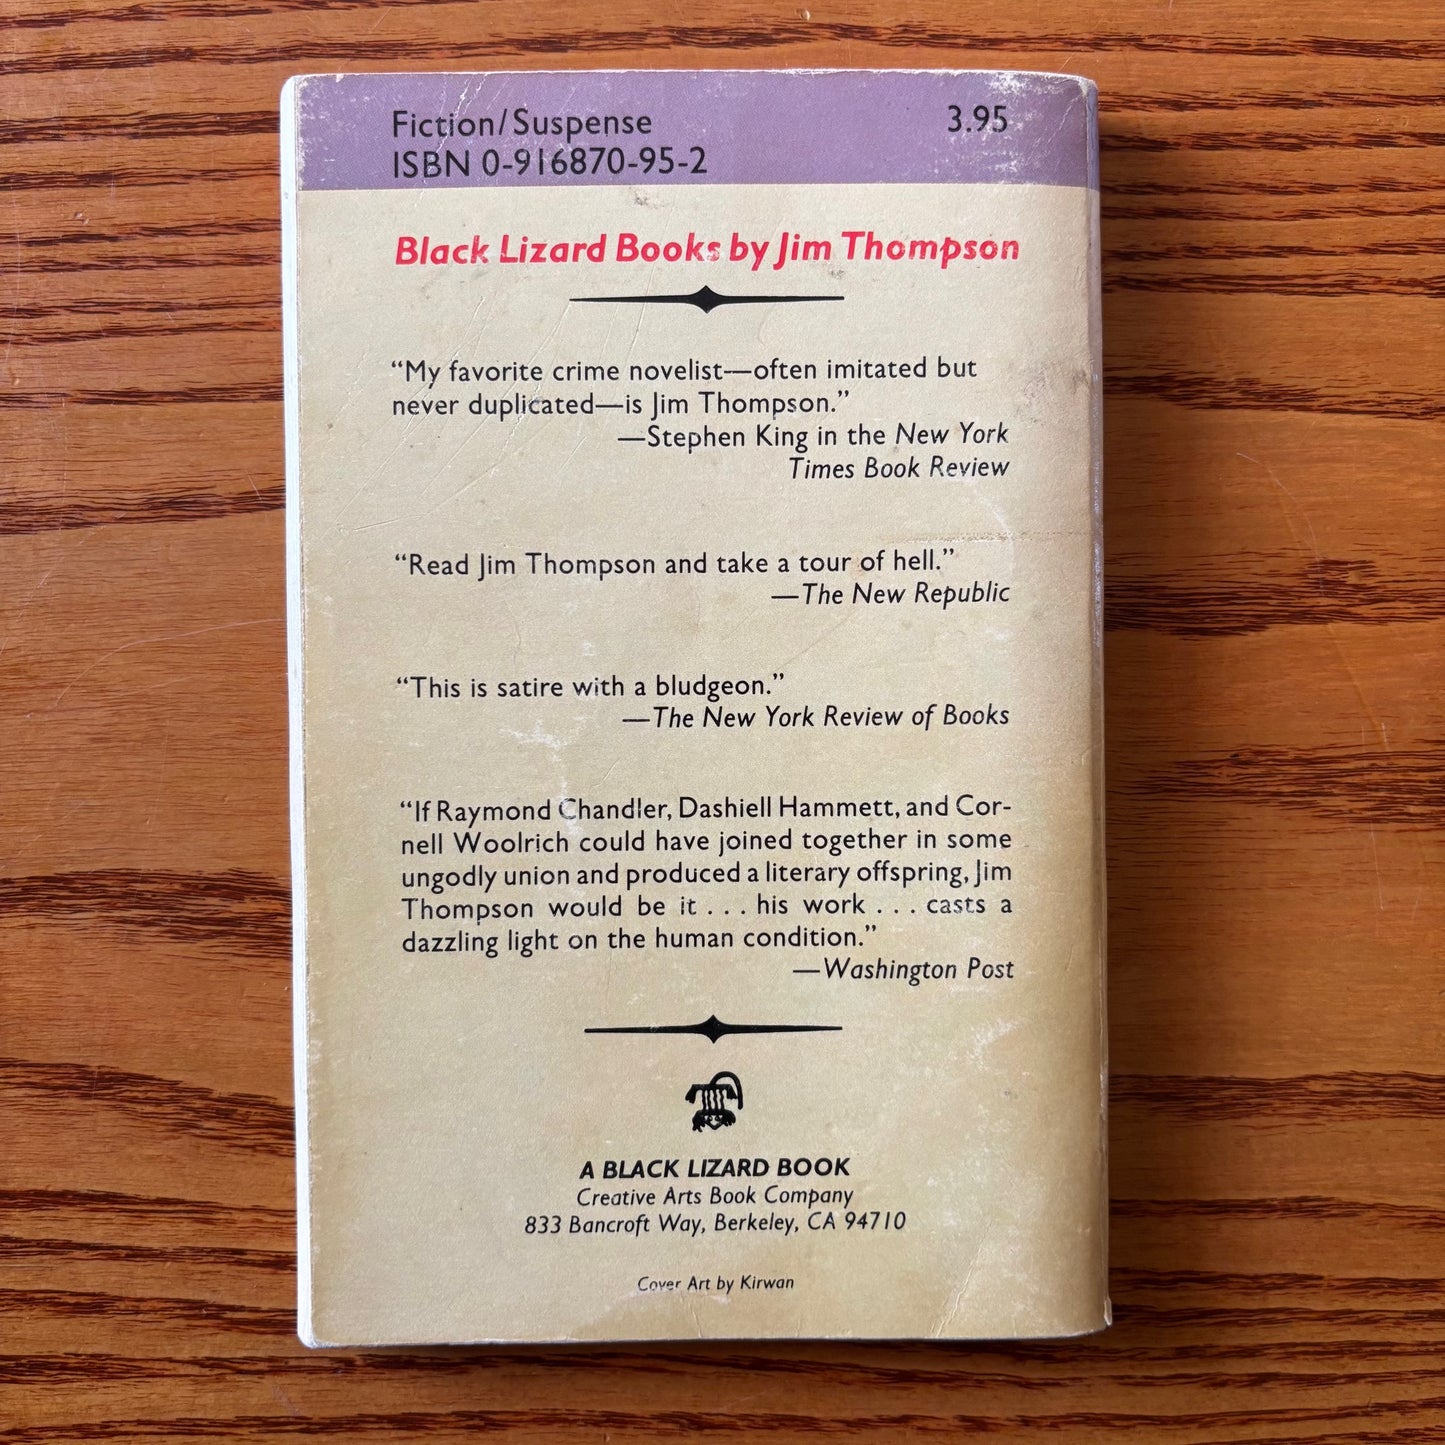 Fiction/Suspense 3.95
ISBN 0-916870-95-2
Black Lizard Books by Jim Thompson
“My favorite crime novelist—often imitated but
never duplicated—is Jim Thompson.”
—Stephen King in the New York
Times Book Review
“Read Jim Thompson and take a tour of hell.”
—The New Republic
“This is satire with a bludgeon.”
—The New York Review of Books
“If Raymond Chandler, Dashiell Hammett, and Cor-
nell Woolrich could have joined together in some
ungodly union and produced a literary offspring, Jim
Thompson would be it . . . his work . . . casts a
dazzling light on the human condition.”
—Washington Post
A BLACK LIZARD BOOK
Creative Arts Book Company
833 Bancroft Way, Berkeley, CA 94710
Cover Art by Kirwan